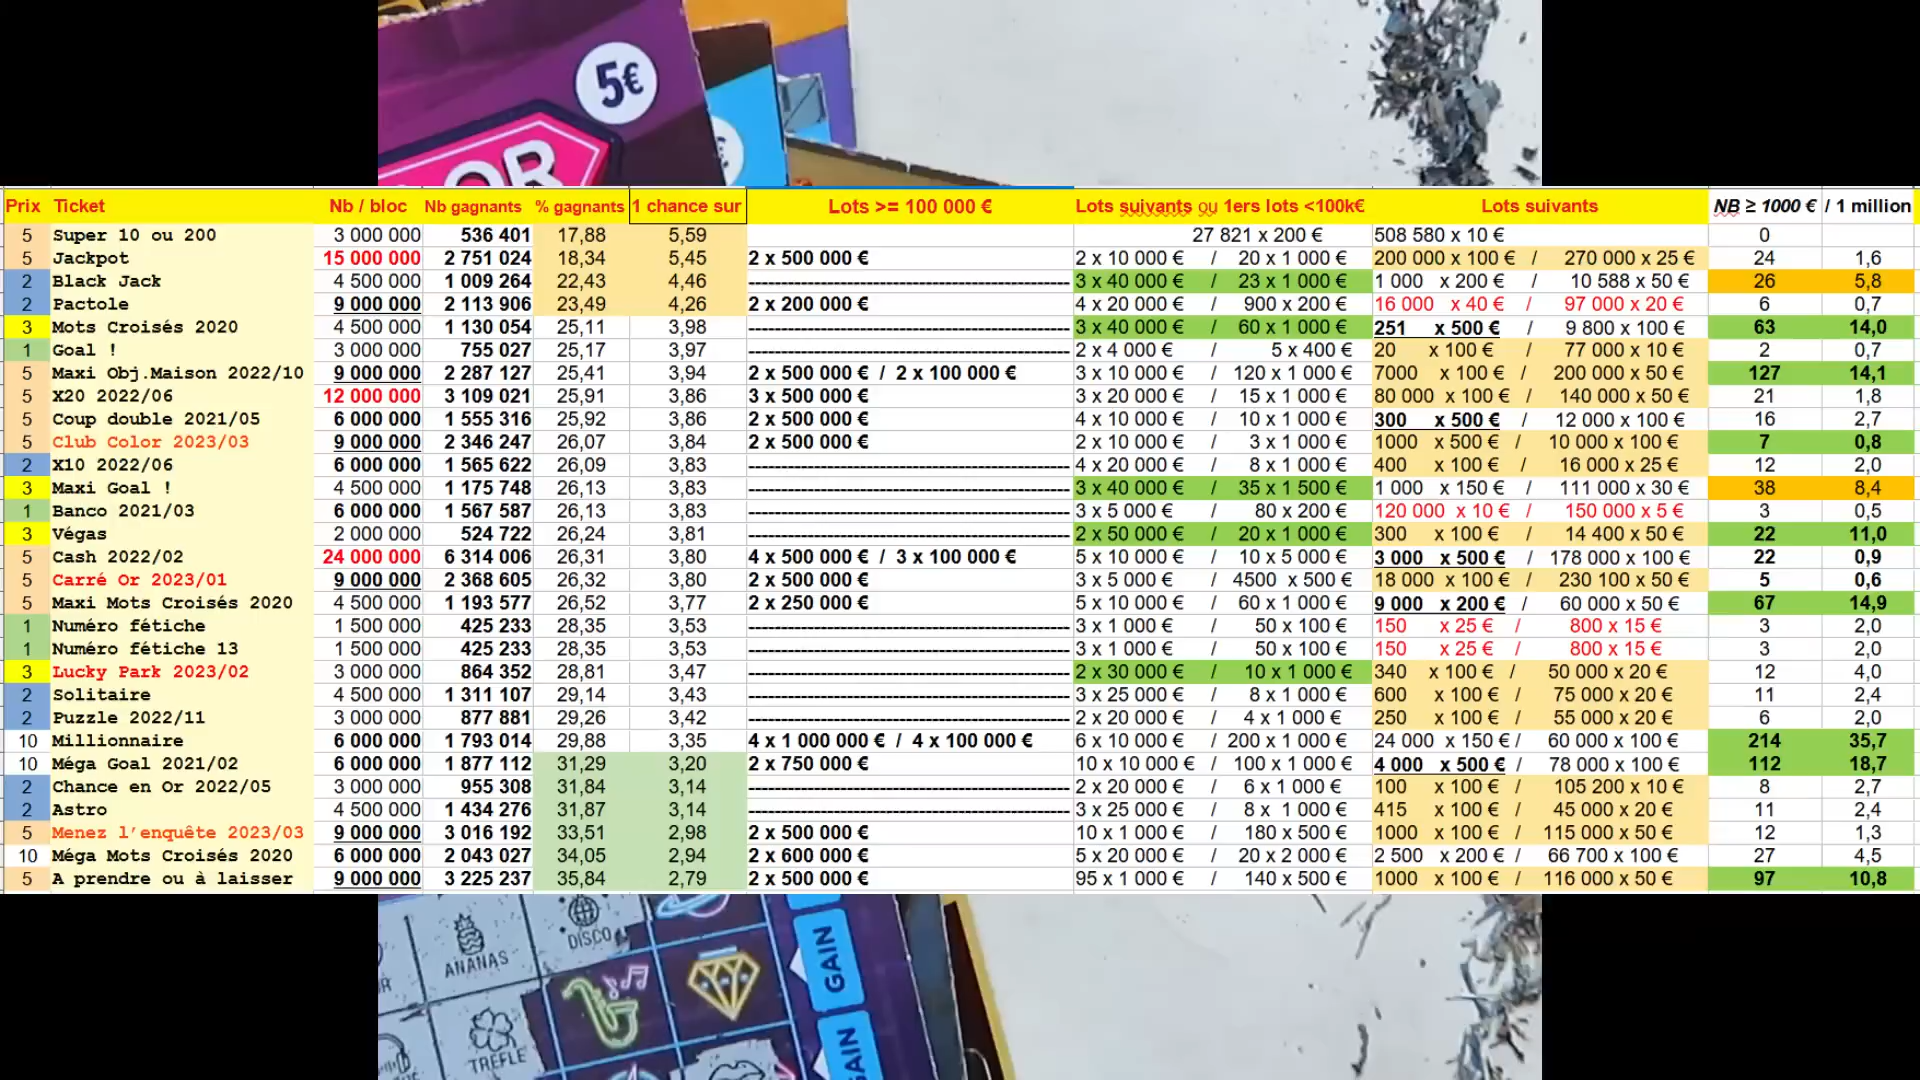 5€
OR
Prix Ticket Nb / bloc Nb gagnants % gagnants 1 chance sur Lots >= 100 000 € Lots suivants ou 1ers lots <100k€ Lots suivants NB ≥ 1000 € / 1 million
5 Super 10 ou 200 3 000 000 536 401 17,88 5,59 27 821 x 200 € 508 580 x 10 € 0
5 Jackpot 15 000 000 2 751 024 18,34 5,45 2 x 500 000 € 2 x 10 000 € / 20 x 1 000 € 200 000 x 100 € / 270 000 x 25 € 24 1,6
2 Black Jack 4 500 000 1 009 264 22,43 4,46 3 x 40 000 € / 23 x 1 000 € 1 000 x 200 € / 10 588 x 50 € 26 5,8
2 Pactole 9 000 000 2 113 906 23,49 4,26 2 x 200 000 € 4 x 20 000 € / 900 x 200 € 16 000 x 40 € / 97 000 x 20 € 6 0,7
3 Mots Croisés 2020 4 500 000 1 130 054 25,11 3,98 3 x 40 000 € / 60 x 1 000 € 251 x 500 € / 9 800 x 100 € 63 14,0
1 Goal ! 3 000 000 755 027 25,17 3,97 2 x 4 000 € / 5 x 400 € 20 x 100 € / 77 000 x 10 € 2 0,7
5 Maxi Obj.Maison 2022/10 9 000 000 2 287 127 25,41 3,94 2 x 500 000 € / 2 x 100 000 € 3 x 10 000 € / 120 x 1 000 € 7000 x 100 € / 200 000 x 50 € 127 14,1
5 X20 2022/06 12 000 000 3 109 021 25,91 3,86 3 x 500 000 € 3 x 20 000 € / 15 x 1 000 € 80 000 x 100 € / 140 000 x 50 € 21 1,8
5 Coup double 2021/05 6 000 000 1 555 316 25,92 3,86 2 x 500 000 € 4 x 10 000 € / 10 x 1 000 € 300 x 500 € / 12 000 x 100 € 16 2,7
5 Club Color 2023/03 9 000 000 2 346 247 26,07 3,84 2 x 500 000 € 2 x 10 000 € / 3 x 1 000 € 1000 x 500 € / 10 000 x 100 € 7 0,8
2 X10 2022/06 6 000 000 1 565 622 26,09 3,83 4 x 20 000 € / 8 x 1 000 € 400 x 100 € / 16 000 x 25 € 12 2,0
3 Maxi Goal ! 4 500 000 1 175 748 26,13 3,83 3 x 40 000 € / 35 x 1 500 € 1 000 x 150 € / 111 000 x 30 € 38 8,4
1 Banco 2021/03 6 000 000 1 567 587 26,13 3,83 3 x 5 000 € / 80 x 200 € 120 000 x 10 € / 150 000 x 5 € 3 0,5
3 Végas 2 000 000 524 722 26,24 3,81 2 x 50 000 € / 20 x 1 000 € 300 x 100 € / 14 400 x 50 € 22 11,0
5 Cash 2022/02 24 000 000 6 314 006 26,31 3,80 4 x 500 000 € / 3 x 100 000 € 5 x 10 000 € / 10 x 5 000 € 3 000 x 500 € / 178 000 x 100 € 22 0,9
5 Carré Or 2023/01 9 000 000 2 368 605 26,32 3,80 2 x 500 000 € 3 x 5 000 € / 4500 x 500 € 18 000 x 100 € / 230 100 x 50 € 5 0,6
5 Maxi Mots Croisés 2020 4 500 000 1 193 577 26,52 3,77 2 x 250 000 € 5 x 10 000 € / 60 x 1 000 € 9 000 x 200 € / 60 000 x 50 € 67 14,9
1 Numéro fétiche 1 500 000 425 233 28,35 3,53 3 x 1 000 € / 50 x 100 € 150 x 25 € / 800 x 15 € 3 2,0
1 Numéro fétiche 13 1 500 000 425 233 28,35 3,53 3 x 1 000 € / 50 x 100 € 150 x 25 € / 800 x 15 € 3 2,0
3 Lucky Park 2023/02 3 000 000 864 352 28,81 3,47 2 x 30 000 € / 10 x 1 000 € 340 x 100 € / 50 000 x 20 € 12 4,0
2 Solitaire 4 500 000 1 311 107 29,14 3,43 3 x 25 000 € / 8 x 1 000 € 600 x 100 € / 75 000 x 20 € 11 2,4
2 Puzzle 2022/11 3 000 000 877 881 29,26 3,42 2 x 20 000 € / 4 x 1 000 € 250 x 100 € / 55 000 x 20 € 6 2,0
10 Millionnaire 6 000 000 1 793 014 29,88 3,35 4 x 1 000 000 € / 4 x 100 000 € 6 x 10 000 € / 200 x 1 000 € 24 000 x 150 € / 60 000 x 100 € 214 35,7
10 Méga Goal 2021/02 6 000 000 1 877 112 31,29 3,20 2 x 750 000 € 10 x 10 000 € / 100 x 1 000 € 4 000 x 500 € / 78 000 x 100 € 112 18,7
2 Chance en Or 2022/05 3 000 000 955 308 31,84 3,14 2 x 20 000 € / 6 x 1 000 € 100 x 100 € / 105 200 x 10 € 8 2,7
2 Astro 4 500 000 1 434 276 31,87 3,14 3 x 25 000 € / 8 x 1 000 € 415 x 100 € / 45 000 x 20 € 11 2,4
5 Menez l'enquête 2023/03 9 000 000 3 016 192 33,51 2,98 2 x 500 000 € 10 x 1 000 € / 180 x 500 € 1000 x 100 € / 115 000 x 50 € 12 1,3
10 Méga Mots Croisés 2020 6 000 000 2 043 027 34,05 2,94 2 x 600 000 € 5 x 20 000 € / 20 x 2 000 € 2 500 x 200 € / 66 700 x 100 € 27 4,5
5 A prendre ou à laisser 9 000 000 3 225 237 35,84 2,79 2 x 500 000 € 95 x 1 000 € / 140 x 500 € 1000 x 100 € / 116 000 x 50 € 97 10,8
DISCO
ANANAS
GAIN
TRÈFLE
GAIN